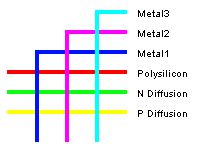 Metal3
Metal2
Metal1
Polysilicon
N Diffusion
P Diffusion